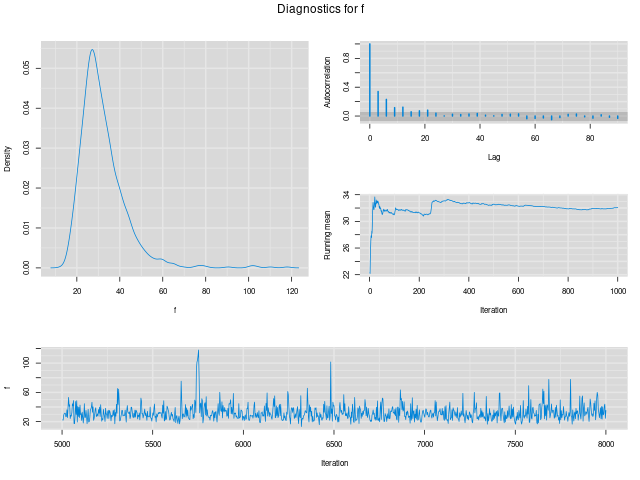 Diagnostics for f
Density
0.00 0.01 0.02 0.03 0.04 0.05
20 40 60 80 100 120
f
Autocorrelation
0.0 0.4 0.8
0 20 40 60 80
Lag
Running mean
22 26 30 34
0 200 400 600 800 1000
Iteration
f
20 60 100
5000 5500 6000 6500 7000 7500 8000
Iteration